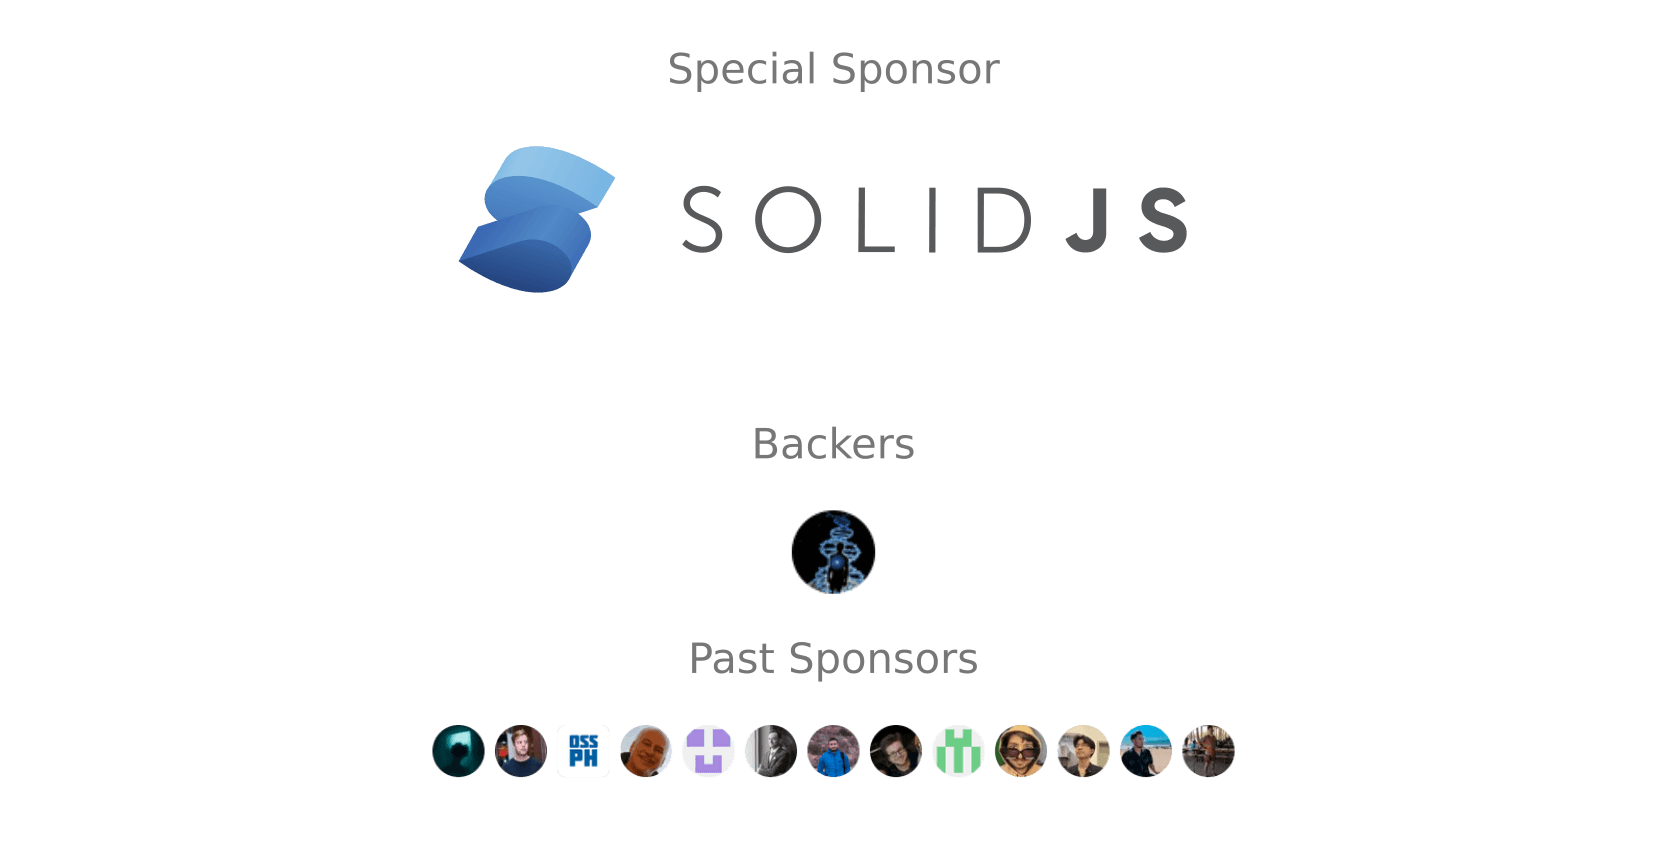 Special Sponsor
SOLIDJS
Backers
Past Sponsors
OSS
PH